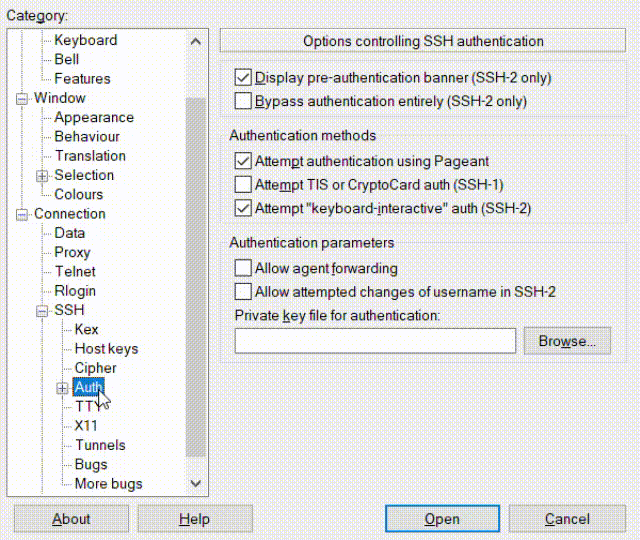 Category:
Keyboard
Bell
Features
Window
Appearance
Behaviour
Translation
Selection
Colours
Connection
Data
Proxy
Telnet
Rlogin
SSH
Kex
Host keys
Cipher
Auth
TTY
X11
Tunnels
Bugs
More bugs
Options controlling SSH authentication
Display pre-authentication banner (SSH-2 only)
Bypass authentication entirely (SSH-2 only)
Authentication methods
Attempt authentication using Pageant
Attempt TIS or CryptoCard auth (SSH-1)
Attempt "keyboard-interactive" auth (SSH-2)
Authentication parameters
Allow agent forwarding
Allow attempted changes of username in SSH-2
Private key file for authentication:
Browse...
About
Help
Open
Cancel